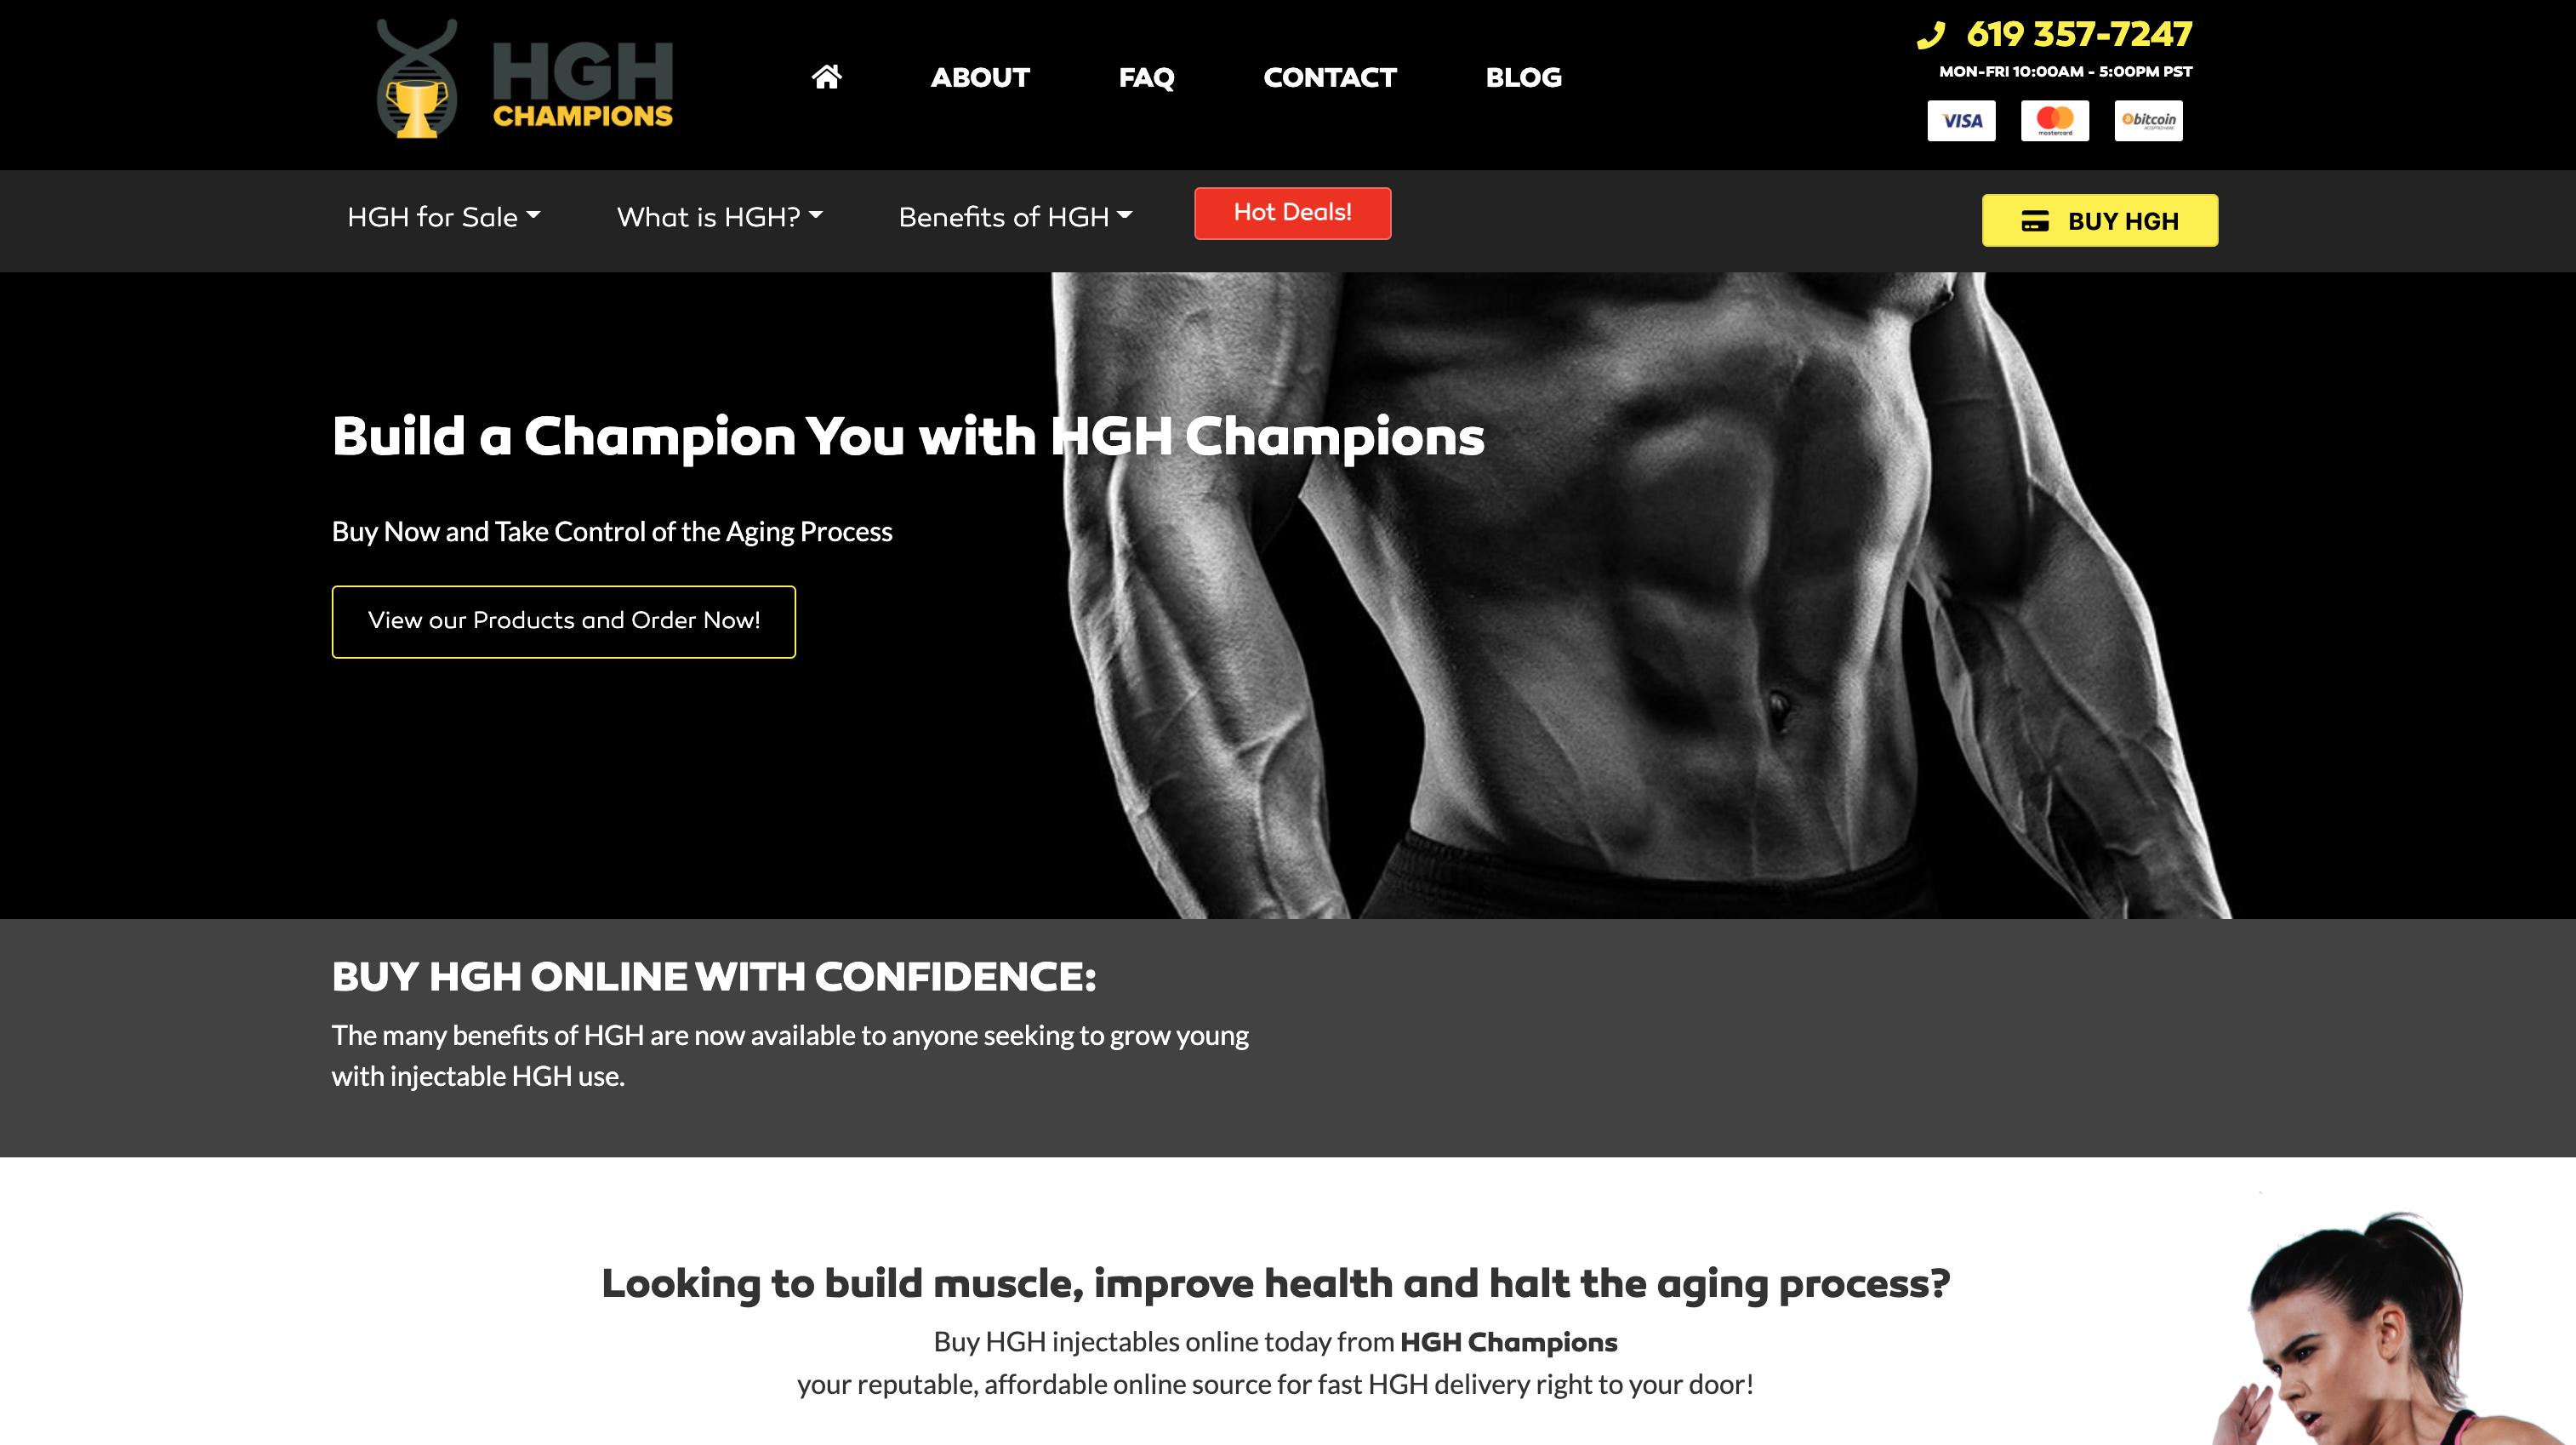 HGH
CHAMPIONS
ABOUT
FAQ
CONTACT
BLOG
619 357-7247
MON-FRI 10:00AM - 5:00PM PST
VISA
mastercard
bitcoin
HGH for Sale
What is HGH?
Benefits of HGH
Hot Deals!
BUY HGH
Build a Champion You with HGH Champions
Buy Now and Take Control of the Aging Process
View our Products and Order Now!
BUY HGH ONLINE WITH CONFIDENCE:
The many benefits of HGH are now available to anyone seeking to grow young
with injectable HGH use.
Looking to build muscle, improve health and halt the aging process?
Buy HGH injectables online today from HGH Champions
your reputable, affordable online source for fast HGH delivery right to your door!